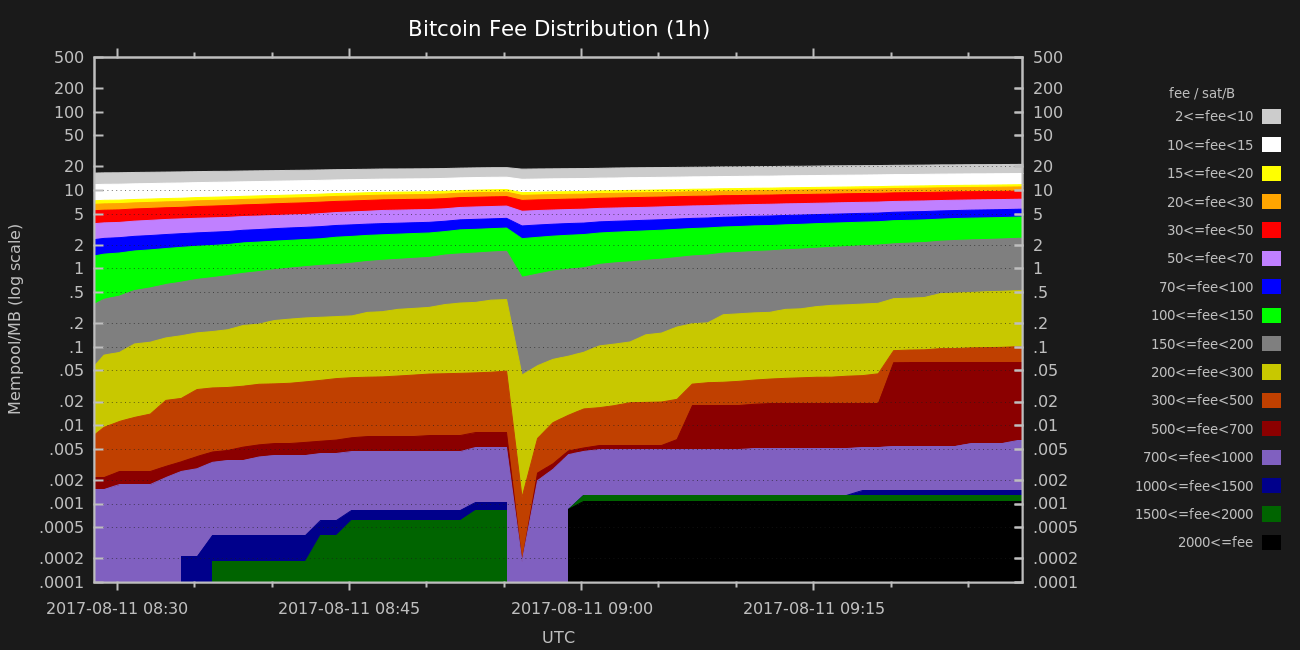 Bitcoin Fee Distribution (1h)
500 500
200 200
100 100
50 50
20 20
10 10
5 5
2 2
1 1
.5 .5
.2 .2
.1 .1
.05 .05
.02 .02
.01 .01
.005 .005
.002 .002
.001 .001
.0005 .0005
.0002 .0002
.0001 .0001
Mempool/MB (log scale)
2017-08-11 08:30 2017-08-11 08:45 2017-08-11 09:00 2017-08-11 09:15
UTC
fee / sat/B
2<=fee<10
10<=fee<15
15<=fee<20
20<=fee<30
30<=fee<50
50<=fee<70
70<=fee<100
100<=fee<150
150<=fee<200
200<=fee<300
300<=fee<500
500<=fee<700
700<=fee<1000
1000<=fee<1500
1500<=fee<2000
2000<=fee